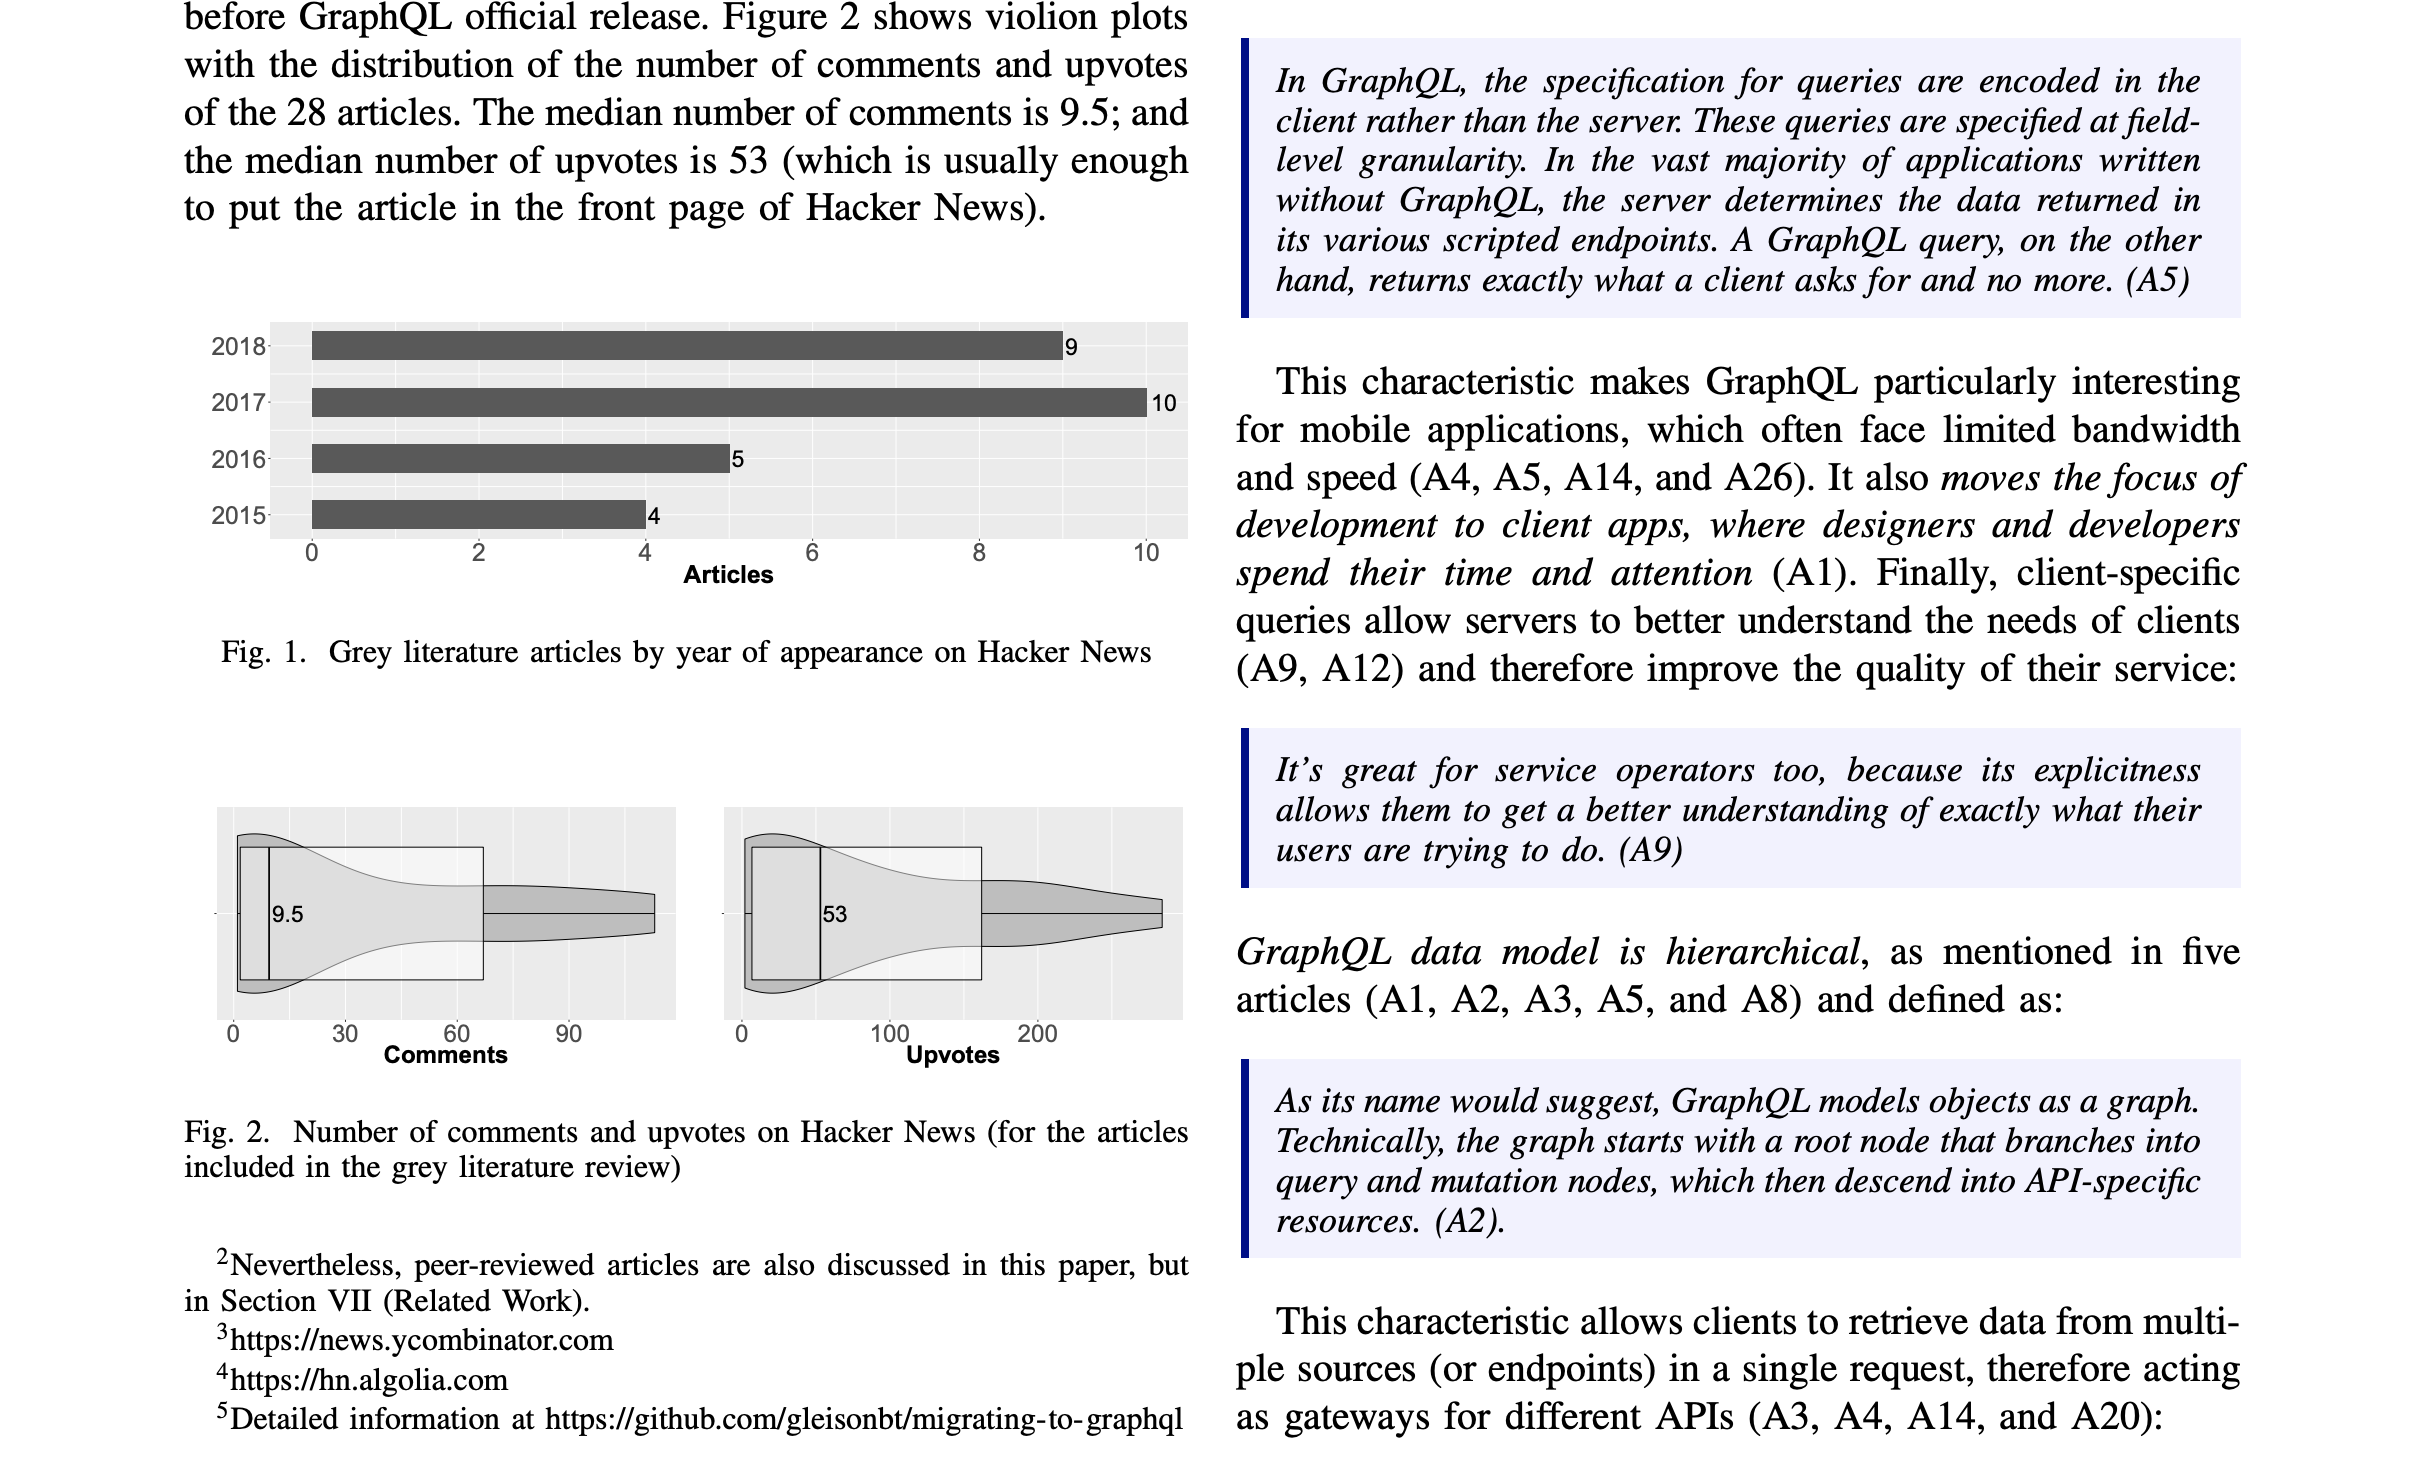 before GraphQL official release. Figure 2 shows violion plots
with the distribution of the number of comments and upvotes
of the 28 articles. The median number of comments is 9.5; and
the median number of upvotes is 53 (which is usually enough
to put the article in the front page of Hacker News).
2018
9
2017
10
2016
5
2015
4
0 2 4 6 8 10
Articles
Fig. 1. Grey literature articles by year of appearance on Hacker News
9.5
0 30 60 90
Comments
53
0 100 200
Upvotes
Fig. 2. Number of comments and upvotes on Hacker News (for the articles
included in the grey literature review)
2Nevertheless, peer-reviewed articles are also discussed in this paper, but
in Section VII (Related Work).
3https://news.ycombinator.com
4https://hn.algolia.com
5Detailed information at https://github.com/gleisonbt/migrating-to-graphql
In GraphQL, the specification for queries are encoded in the
client rather than the server. These queries are specified at field-
level granularity. In the vast majority of applications written
without GraphQL, the server determines the data returned in
its various scripted endpoints. A GraphQL query, on the other
hand, returns exactly what a client asks for and no more. (A5)
This characteristic makes GraphQL particularly interesting
for mobile applications, which often face limited bandwidth
and speed (A4, A5, A14, and A26). It also moves the focus of
development to client apps, where designers and developers
spend their time and attention (A1). Finally, client-specific
queries allow servers to better understand the needs of clients
(A9, A12) and therefore improve the quality of their service:
It's great for service operators too, because its explicitness
allows them to get a better understanding of exactly what their
users are trying to do. (A9)
GraphQL data model is hierarchical, as mentioned in five
articles (A1, A2, A3, A5, and A8) and defined as:
As its name would suggest, GraphQL models objects as a graph.
Technically, the graph starts with a root node that branches into
query and mutation nodes, which then descend into API-specific
resources. (A2).
This characteristic allows clients to retrieve data from multi-
ple sources (or endpoints) in a single request, therefore acting
as gateways for different APIs (A3, A4, A14, and A20):